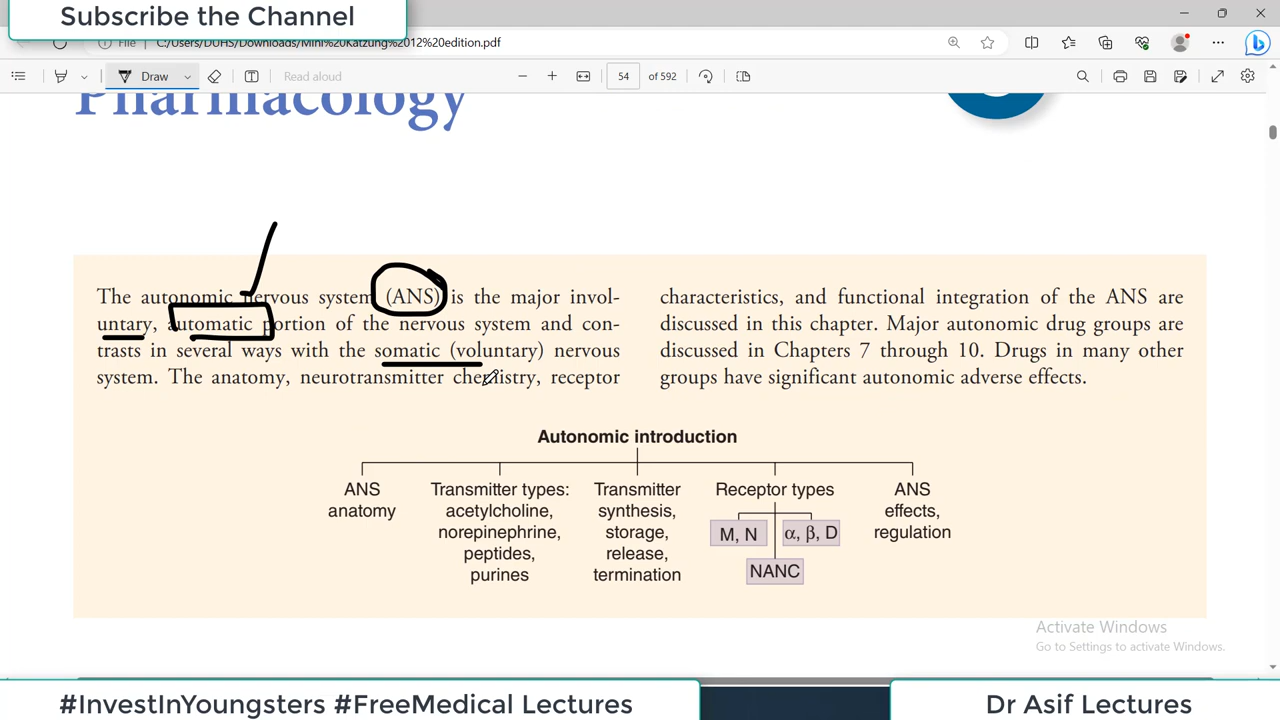 Subscribe the Channel
File
C:/Users/DUHS/Downloads/Mini%20Katzung%2012%20edition.pdf
Draw
Read aloud
54
of 592
Pharmacology
The autonomic nervous system (ANS) is the major invol-
untary, automatic portion of the nervous system and con-
trasts in several ways with the somatic (voluntary) nervous
system. The anatomy, neurotransmitter chemistry, receptor
characteristics, and functional integration of the ANS are
discussed in this chapter. Major autonomic drug groups are
discussed in Chapters 7 through 10. Drugs in many other
groups have significant autonomic adverse effects.
Autonomic introduction
ANS
anatomy
Transmitter types:
acetylcholine,
norepinephrine,
peptides,
purines
Transmitter
synthesis,
storage,
release,
termination
Receptor types
M, N
α, β, D
NANC
ANS
effects,
regulation
Activate Windows
Go to Settings to activate Windows.
#InvestInYoungsters #FreeMedical Lectures
Dr Asif Lectures